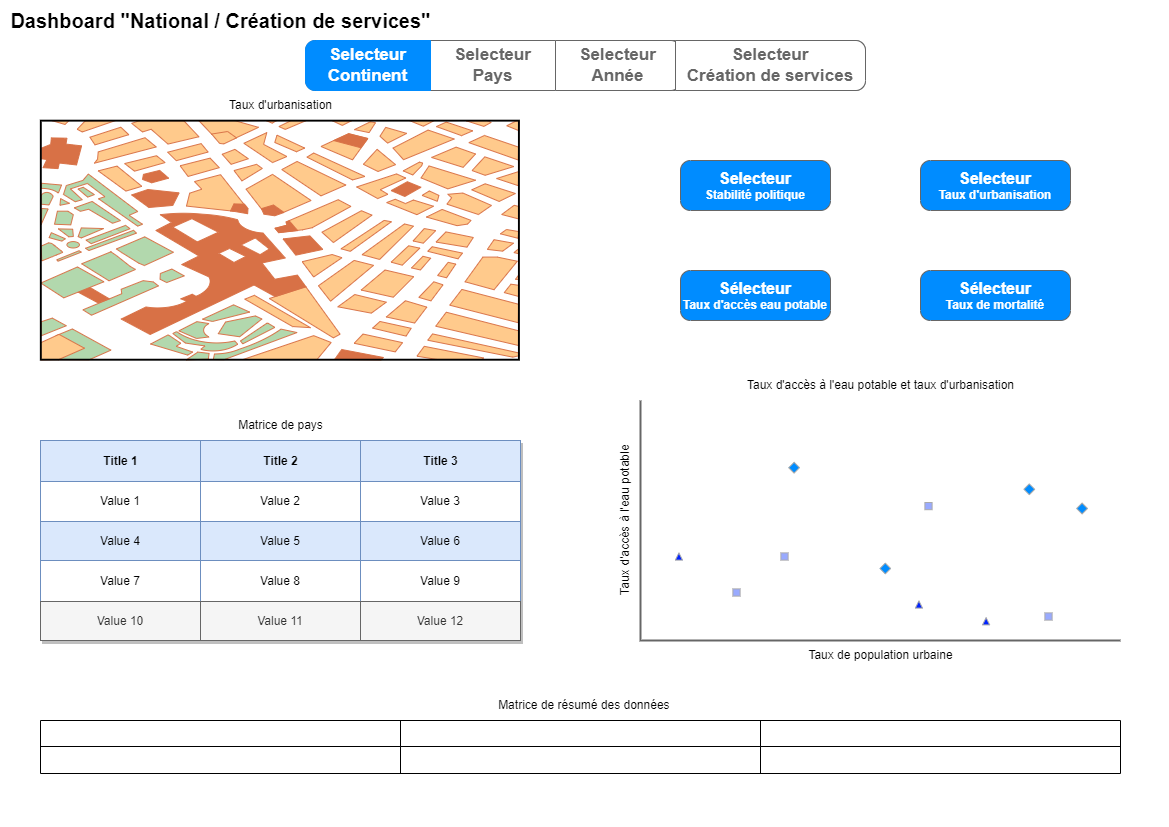 Dashboard "National / Création de services"
Selecteur
Continent
Selecteur
Pays
Selecteur
Année
Selecteur
Création de services
Taux d'urbanisation
Selecteur
Stabilité politique
Selecteur
Taux d'urbanisation
Sélecteur
Taux d'accès eau potable
Sélecteur
Taux de mortalité
Matrice de pays
Title 1 Title 2 Title 3
Value 1 Value 2 Value 3
Value 4 Value 5 Value 6
Value 7 Value 8 Value 9
Value 10 Value 11 Value 12
Taux d'accès à l'eau potable et taux d'urbanisation
Taux d'accès à l'eau potable
Taux de population urbaine
Matrice de résumé des données